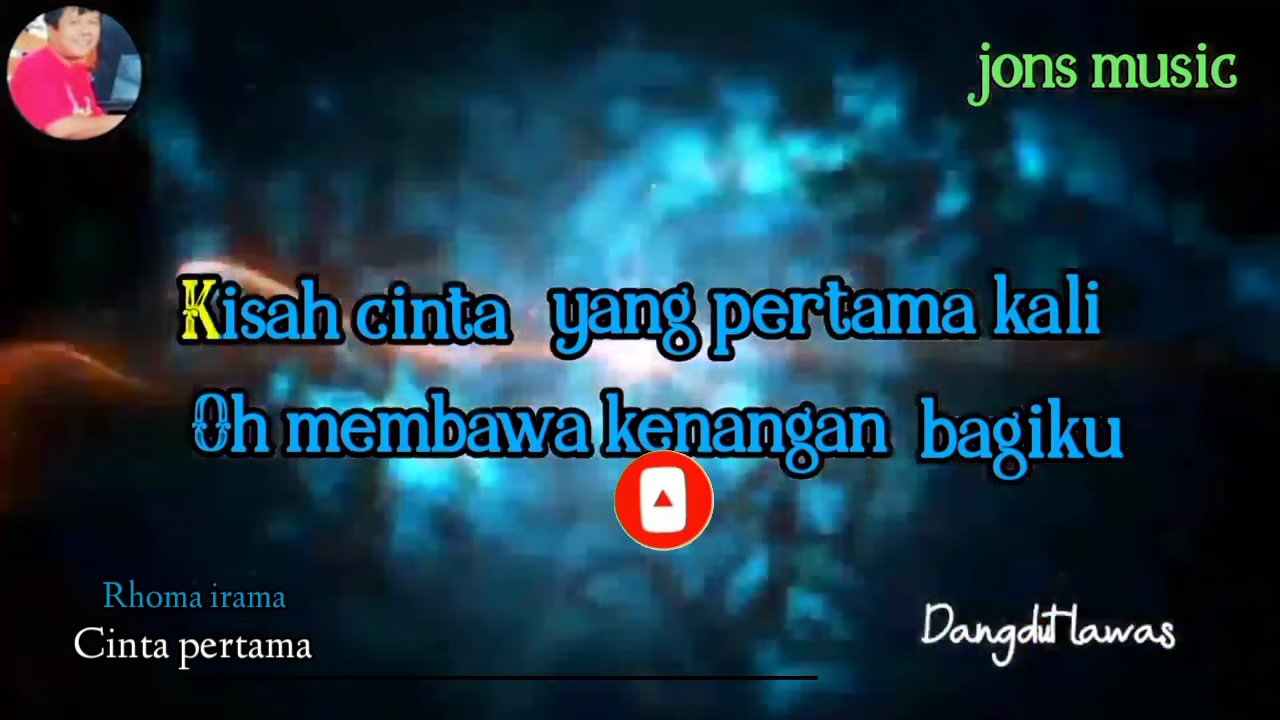 jons music
Kisah cinta yang pertama kali
Oh membawa kenangan bagiku
Rhoma irama
Cinta pertama
Dangdut lawas